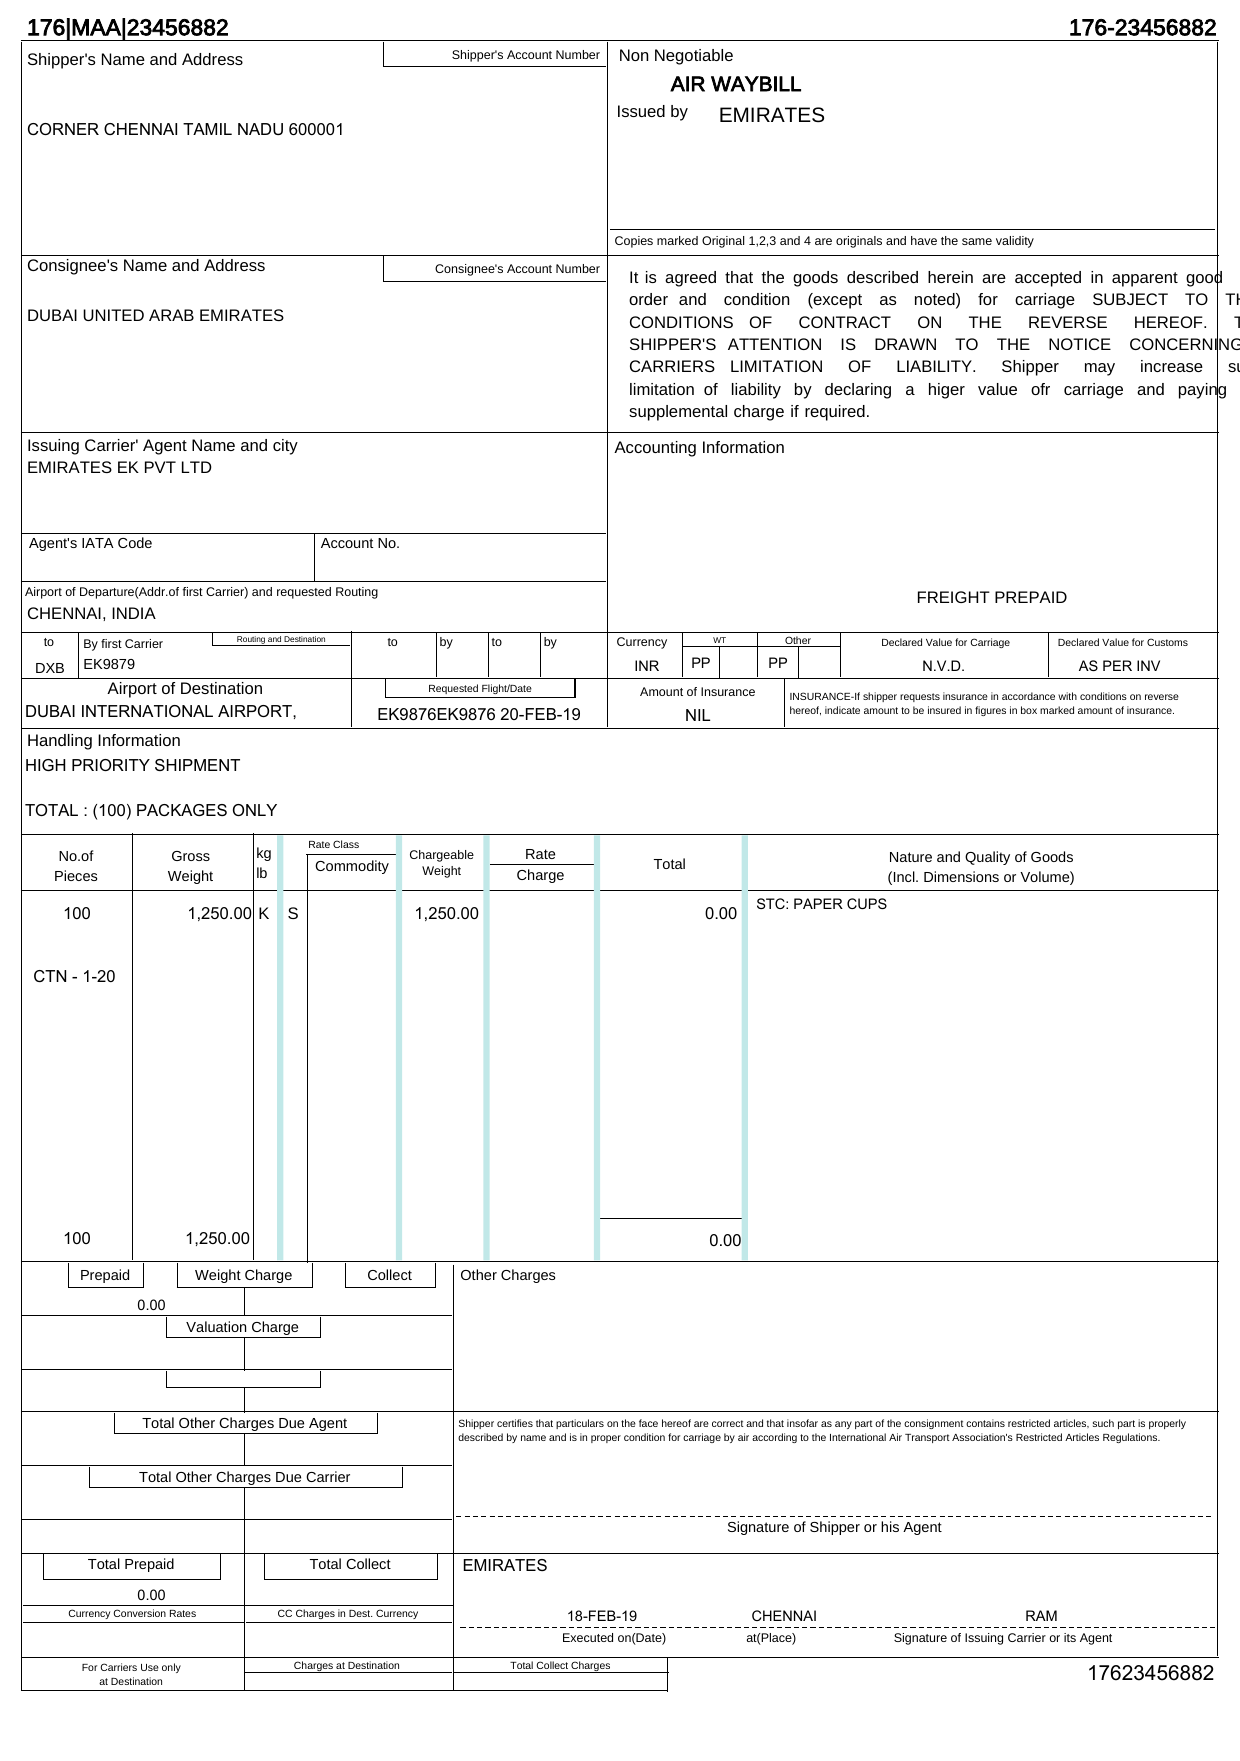 176|MAA|23456882
176-23456882
Shipper's Name and Address
Shipper's Account Number
CORNER CHENNAI TAMIL NADU 600001
Non Negotiable
AIR WAYBILL
Issued by EMIRATES
Copies marked Original 1,2,3 and 4 are originals and have the same validity
Consignee's Name and Address
Consignee's Account Number
DUBAI UNITED ARAB EMIRATES
It is agreed that the goods described herein are accepted in apparent good
order and condition (except as noted) for carriage SUBJECT TO
CONDITIONS OF CONTRACT ON THE REVERSE HEREOF.
SHIPPER'S ATTENTION IS DRAWN TO THE NOTICE CONCERNING
CARRIERS LIMITATION OF LIABILITY. Shipper may increase
limitation of liability by declaring a higer value ofr carriage and paying
supplemental charge if required.
Issuing Carrier' Agent Name and city
EMIRATES EK PVT LTD
Accounting Information
Agent's IATA Code
Account No.
Airport of Departure(Addr.of first Carrier) and requested Routing
CHENNAI, INDIA
FREIGHT PREPAID
to
By first Carrier
Routing and Destination
to
by
to
by
DXB
EK9879
Currency
WT
Other
Declared Value for Carriage
Declared Value for Customs
INR
PP
PP
N.V.D.
AS PER INV
Airport of Destination
DUBAI INTERNATIONAL AIRPORT,
Requested Flight/Date
EK9876EK9876 20-FEB-19
Amount of Insurance
NIL
INSURANCE-If shipper requests insurance in accordance with conditions on reverse
hereof, indicate amount to be insured in figures in box marked amount of insurance.
Handling Information
HIGH PRIORITY SHIPMENT
TOTAL : (100) PACKAGES ONLY
No.of
Pieces
Gross
Weight
kg
lb
Rate Class
Commodity
Chargeable
Weight
Rate
Charge
Total
Nature and Quality of Goods
(Incl. Dimensions or Volume)
100
1,250.00
K
S
1,250.00
0.00
STC: PAPER CUPS
CTN - 1-20
100
1,250.00
0.00
Prepaid
Weight Charge
Collect
Other Charges
0.00
Valuation Charge
Total Other Charges Due Agent
Shipper certifies that particulars on the face hereof are correct and that insofar as any part of the consignment contains restricted articles, such part is properly
described by name and is in proper condition for carriage by air according to the International Air Transport Association's Restricted Articles Regulations.
Total Other Charges Due Carrier
Signature of Shipper or his Agent
Total Prepaid
Total Collect
EMIRATES
0.00
Currency Conversion Rates
CC Charges in Dest. Currency
18-FEB-19
CHENNAI
RAM
Executed on(Date)
at(Place)
Signature of Issuing Carrier or its Agent
For Carriers Use only
at Destination
Charges at Destination
Total Collect Charges
17623456882